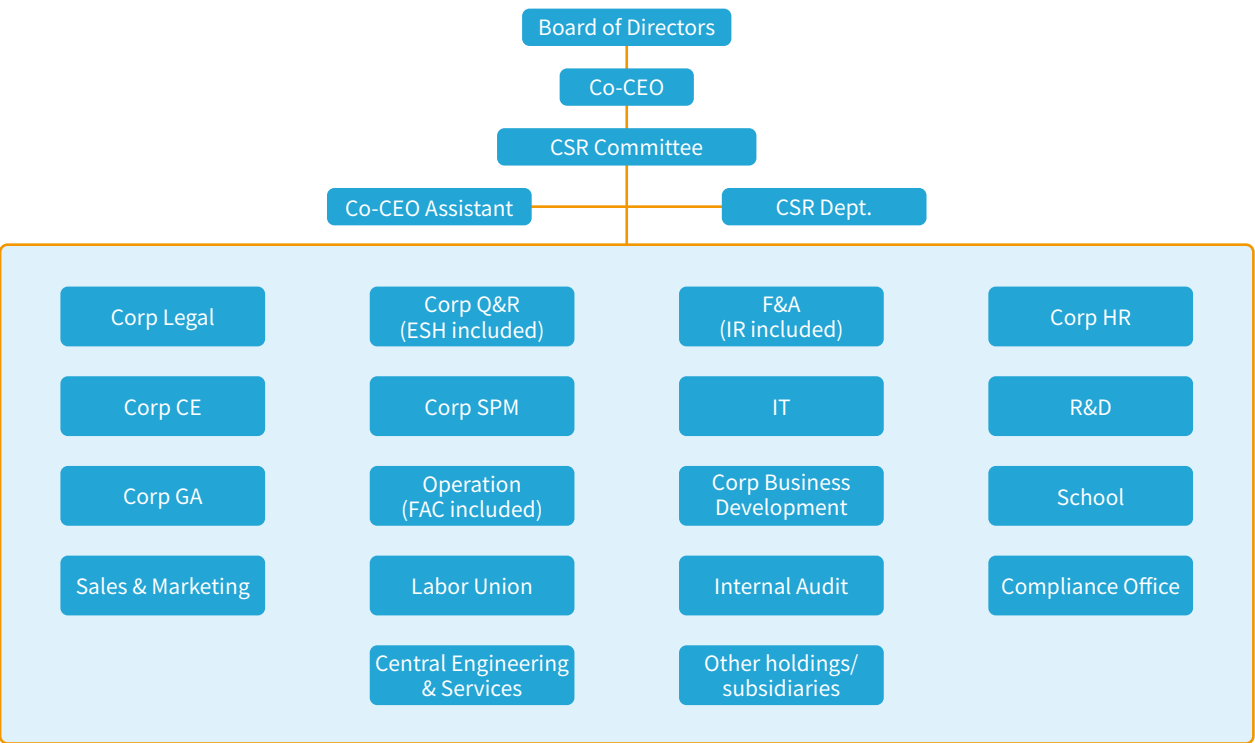 Board of Directors
Co-CEO
CSR Committee
Co-CEO Assistant
CSR Dept.
Corp Legal
Corp Q&R
(ESH included)
F&A
(IR included)
Corp HR
Corp CE
Corp SPM
IT
R&D
Corp GA
Operation
(FAC included)
Corp Business
Development
School
Sales & Marketing
Labor Union
Internal Audit
Compliance Office
Central Engineering
& Services
Other holdings/
subsidiaries